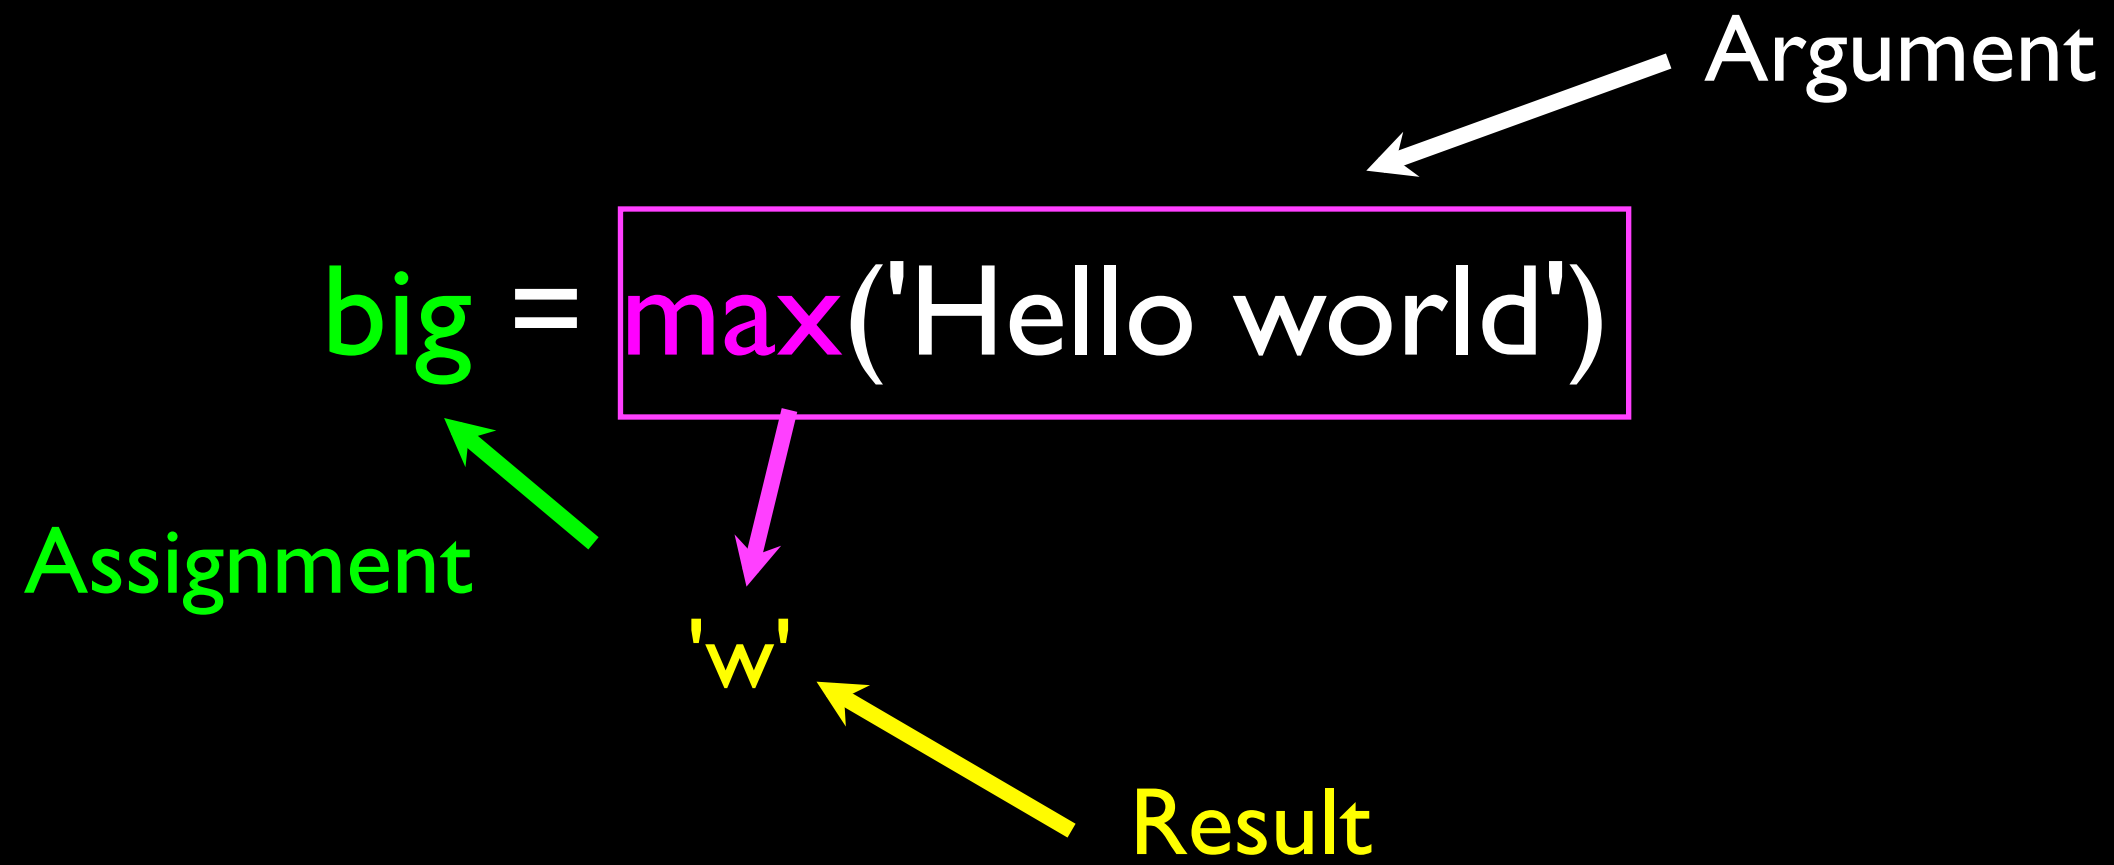 Argument
big = max('Hello world')
Assignment
'w'
Result